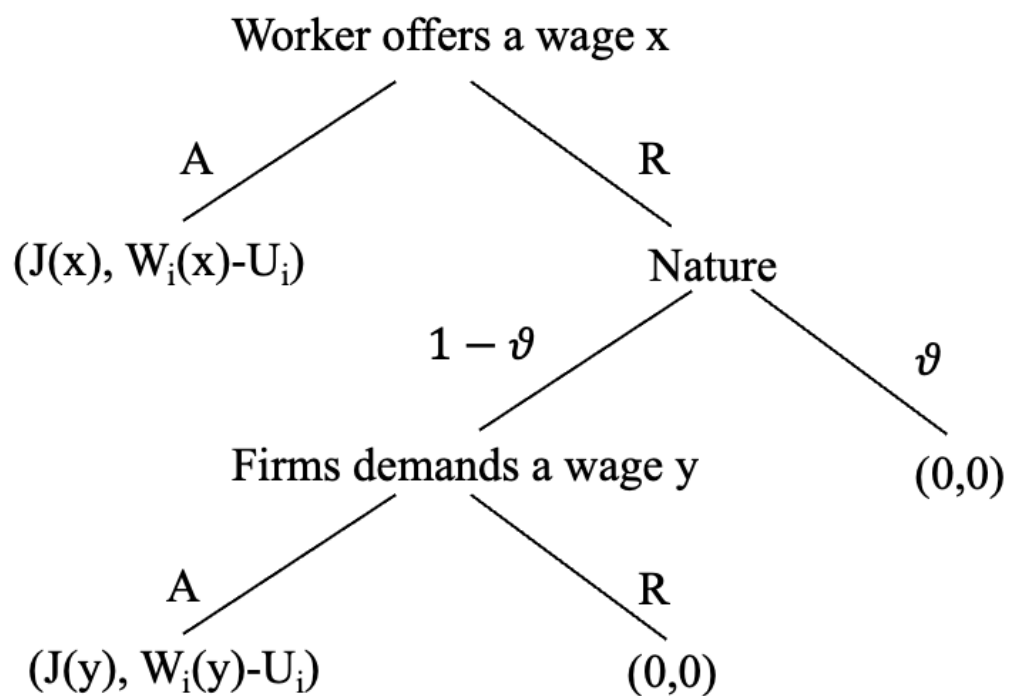 Worker offers a wage x
A
R
(J(x), Wᵢ(x)-Uᵢ)
Nature
1 − ϑ
ϑ
Firms demands a wage y
(0,0)
A
R
(J(y), Wᵢ(y)-Uᵢ)
(0,0)